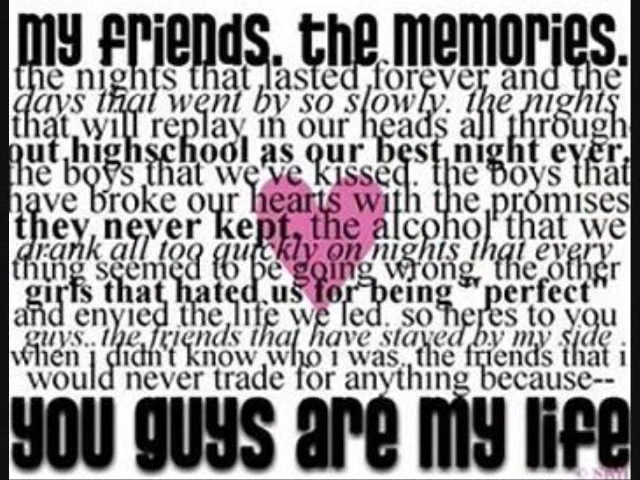 my friends. the memories.
the nights that lasted forever and the
days that went by so slowly. the nights
that will replay in our heads all through
out highschool as our best night ever.
the boys that we've kissed. the boys that
have broke our hearts with the promises
they never kept. the alcohol that we
drank all too quickly on nights that every
thing seemed to be going wrong. the other
girls that hated us for being "perfect"
and envied the life we led. so heres to you
guys..the friends that have stayed by my side .
when i didn't know who i was..the friends that i
would never trade for anything because--
you guys are my life